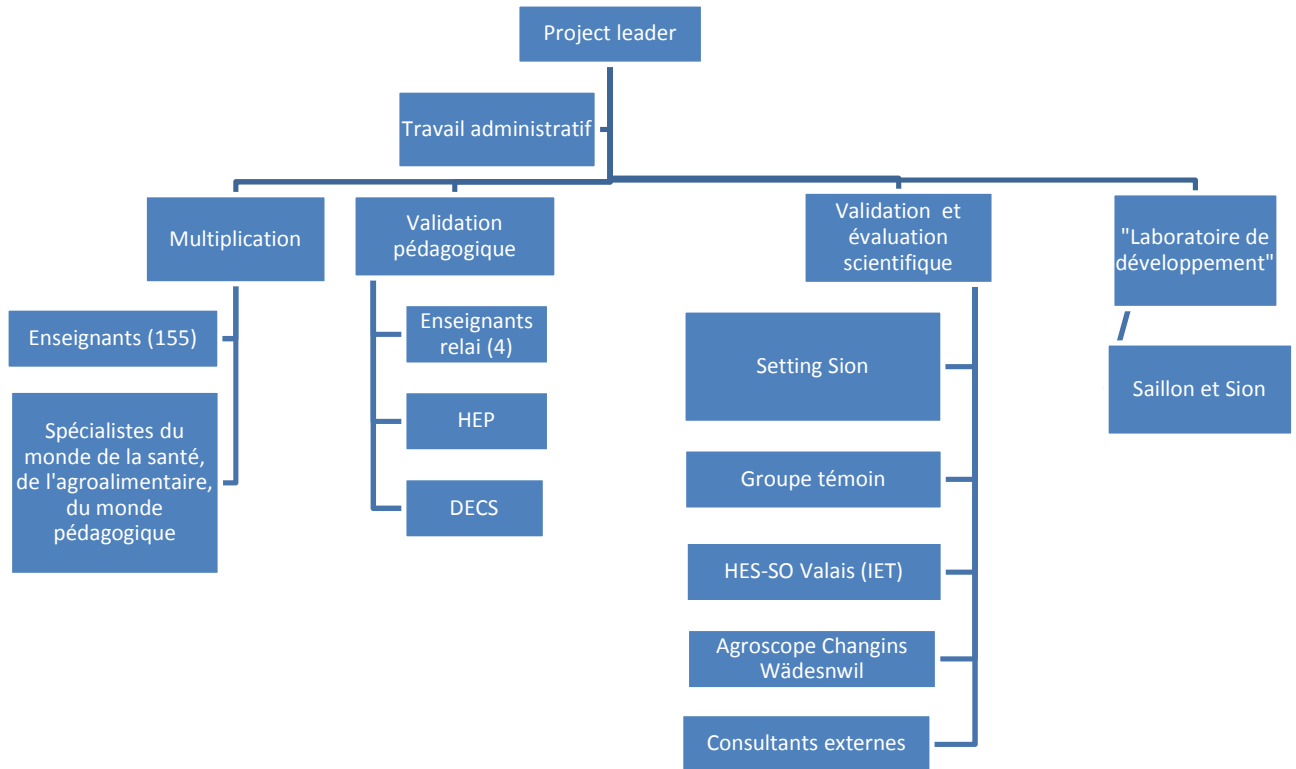 Project leader
Travail administratif
Multiplication
Validation
pédagogique
Validation et
évaluation
scientifique
"Laboratoire de
développement"
Enseignants (155)
Spécialistes du
monde de la santé,
de l'agroalimentaire,
du monde
pédagogique
Enseignants
relai (4)
HEP
DECS
Setting Sion
Groupe témoin
HES-SO Valais (IET)
Agroscope Changins
Wädesnwil
Consultants externes
Saillon et Sion